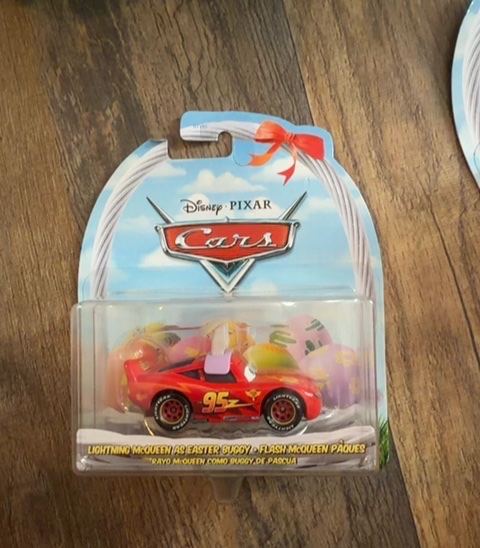 Disney · PIXAR
Cars
95
LIGHTNING McQUEEN AS EASTER BUGGY • FLASH McQUEEN PÂQUES
RAYO McQUEEN COMO BUGGY DE PASCUA